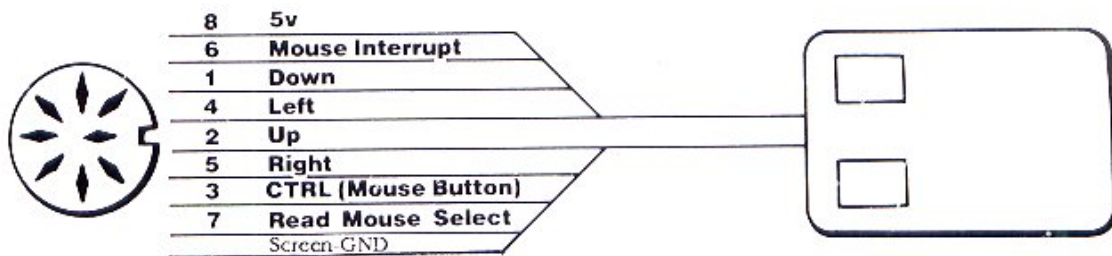 8 5v
6 Mouse Interrupt
1 Down
4 Left
2 Up
5 Right
3 CTRL (Mouse Button)
7 Read Mouse Select
Screen-GND